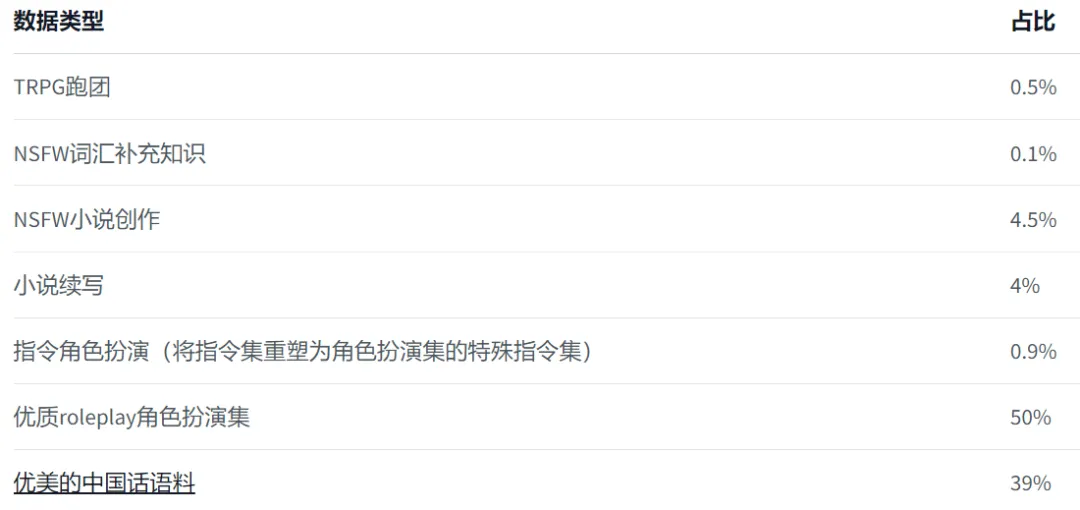 数据类型 占比
TRPG跑团 0.5%
NSFW词汇补充知识 0.1%
NSFW小说创作 4.5%
小说续写 4%
指令角色扮演（将指令集重塑为角色扮演集的特殊指令集） 0.9%
优质roleplay角色扮演集 50%
优美的中国话语料 39%